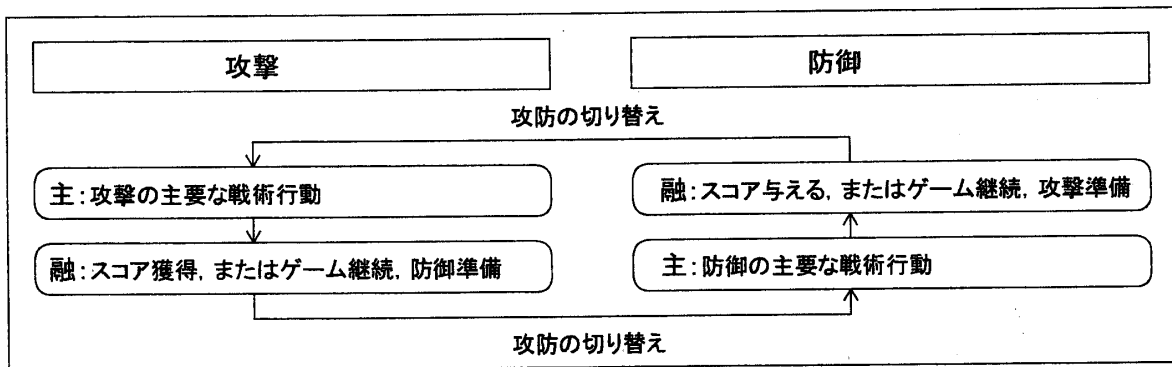 攻撃
防御
攻防の切り替え
主:攻撃の主要な戦術行動
融:スコア与える, またはゲーム継続, 攻撃準備
融:スコア獲得, またはゲーム継続, 防御準備
主:防御の主要な戦術行動
攻防の切り替え